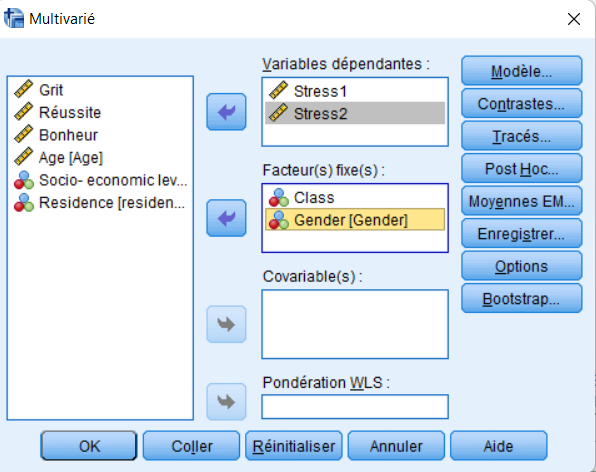 Multivarié
Grit
Réussite
Bonheur
Age [Age]
Socio- economic lev...
Residence [residen...
Variables dépendantes :
Stress1
Stress2
Facteur(s) fixe(s) :
Class
Gender [Gender]
Covariable(s) :
Pondération WLS :
Modèle...
Contrastes...
Tracés...
Post Hoc...
Moyennes EM...
Enregistrer...
Options
Bootstrap...
OK
Coller
Réinitialiser
Annuler
Aide